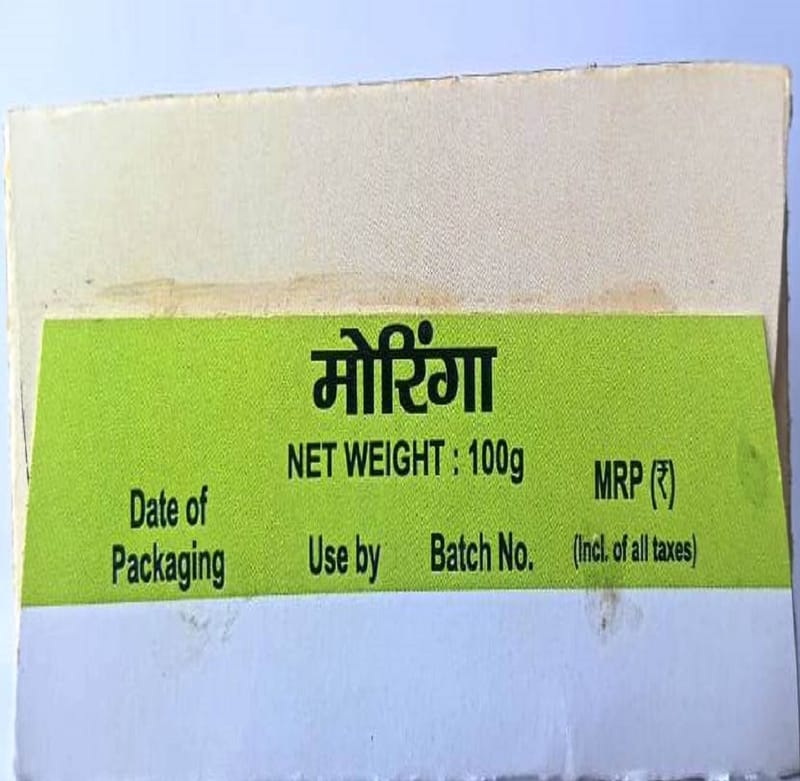 मोरिंगा
NET WEIGHT : 100g
Date of
Packaging
Use by
Batch No.
MRP (₹)
(Incl. of all taxes)